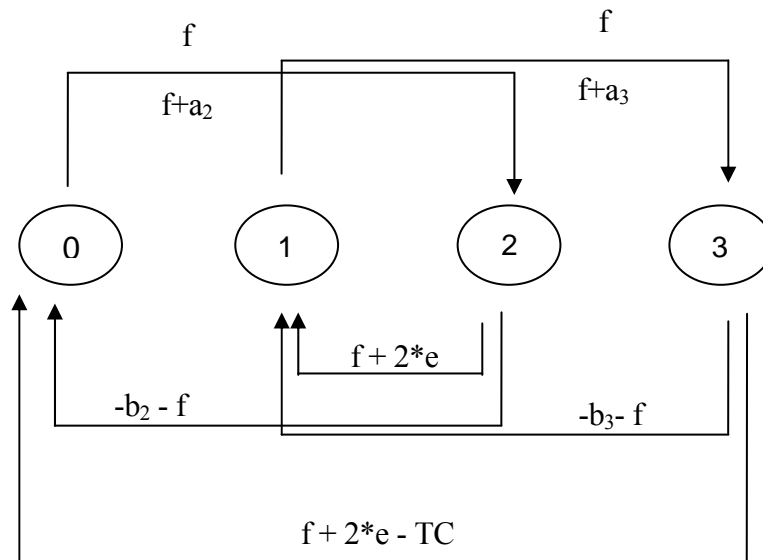 f
f
f+a₂
f+a₃
0
1
2
3
f + 2*e
-b₂ - f
-b₃- f
f + 2*e - TC